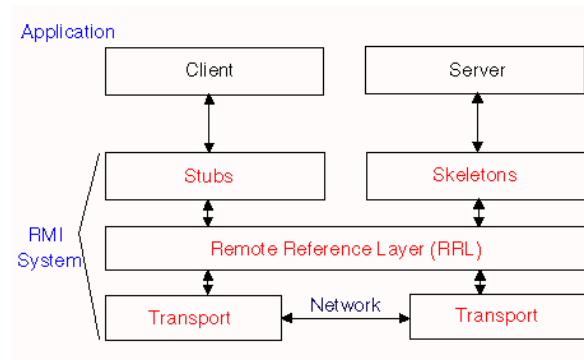 Application
Client
Server
Stubs
Skeletons
RMI
System
Remote Reference Layer (RRL)
Network
Transport
Transport